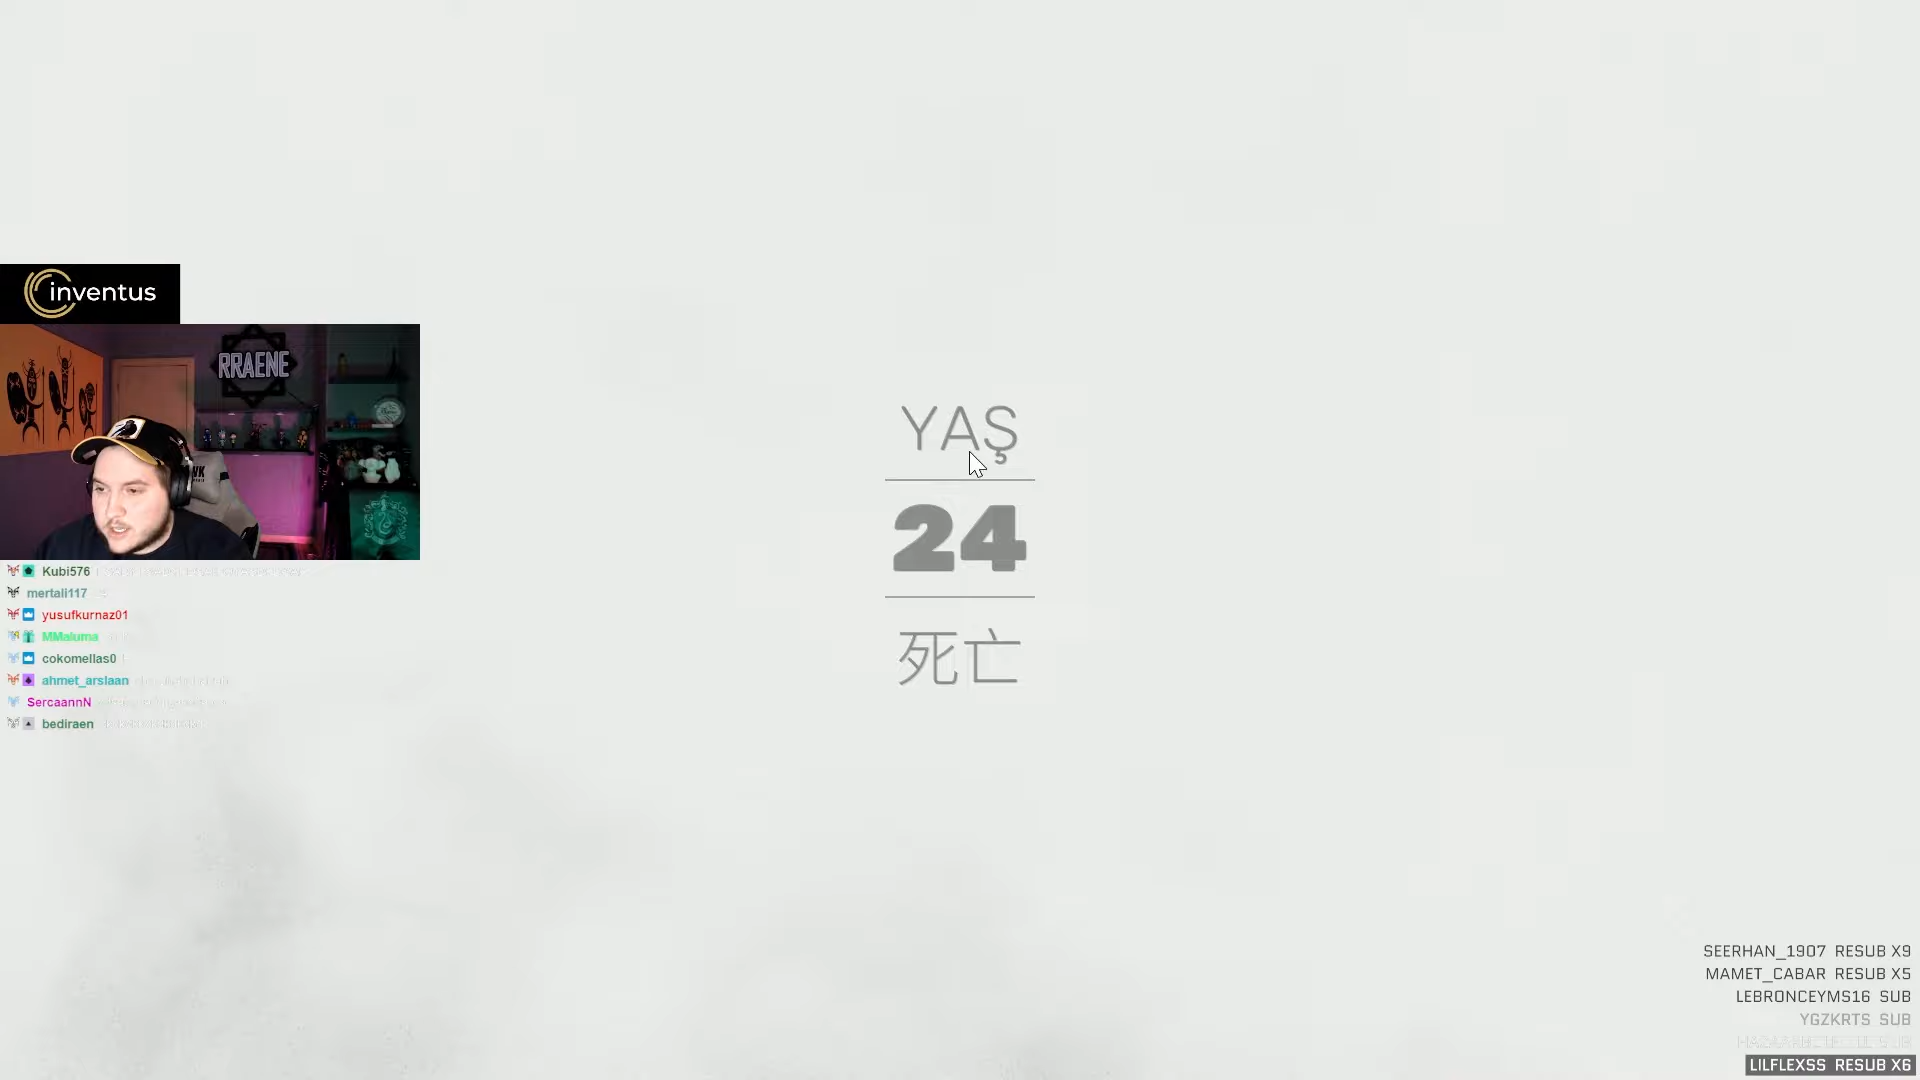 inventus
RRAENE
Kubi576
mertali117
yusufkurnaz01
MMaluma
cokomellas0
ahmet_arslaan
SercaannN
bediraen
YAŞ
24
死亡
SEERHAN_1907 RESUB X9
MAMET_CABAR RESUB X5
LEBRONCEYMS16 SUB
YGZKRTS SUB
LILFLEXSS RESUB X6